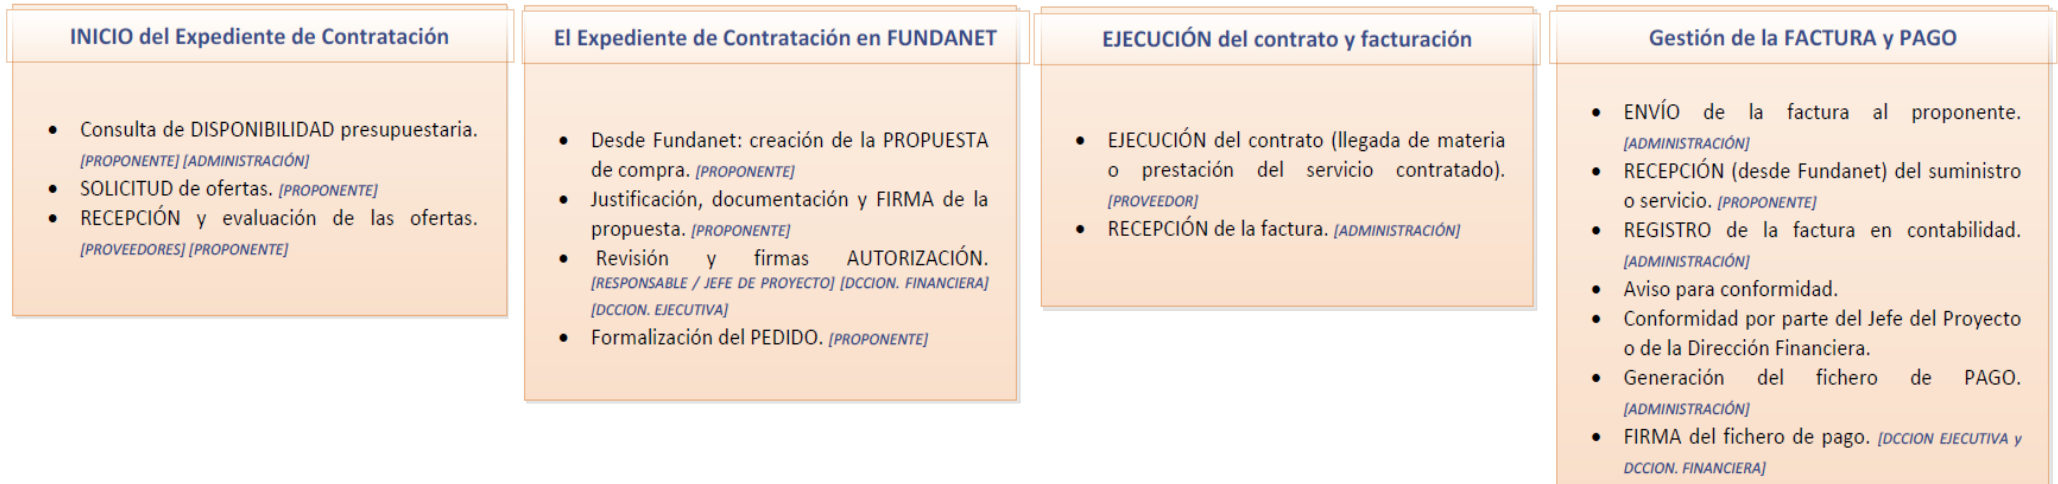 INICIO del Expediente de Contratación
• Consulta de DISPONIBILIDAD presupuestaria.
[PROPONENTE] [ADMINISTRACIÓN]
• SOLICITUD de ofertas. [PROPONENTE]
• RECEPCIÓN y evaluación de las ofertas.
[PROVEEDORES] [PROPONENTE]
El Expediente de Contratación en FUNDANET
• Desde Fundanet: creación de la PROPUESTA
de compra. [PROPONENTE]
• Justificación, documentación y FIRMA de la
propuesta. [PROPONENTE]
• Revisión y firmas AUTORIZACIÓN.
[RESPONSABLE / JEFE DE PROYECTO] [DCCION. FINANCIERA]
[DCCION. EJECUTIVA]
• Formalización del PEDIDO. [PROPONENTE]
EJECUCIÓN del contrato y facturación
• EJECUCIÓN del contrato (llegada de materia
o prestación del servicio contratado).
[PROVEEDOR]
• RECEPCIÓN de la factura. [ADMINISTRACIÓN]
Gestión de la FACTURA y PAGO
• ENVÍO de la factura al proponente.
[ADMINISTRACIÓN]
• RECEPCIÓN (desde Fundanet) del suministro
o servicio. [PROPONENTE]
• REGISTRO de la factura en contabilidad.
[ADMINISTRACIÓN]
• Aviso para conformidad.
• Conformidad por parte del Jefe del Proyecto
o de la Dirección Financiera.
• Generación del fichero de PAGO.
[ADMINISTRACIÓN]
• FIRMA del fichero de pago. [DCCION EJECUTIVA y
DCCION. FINANCIERA]